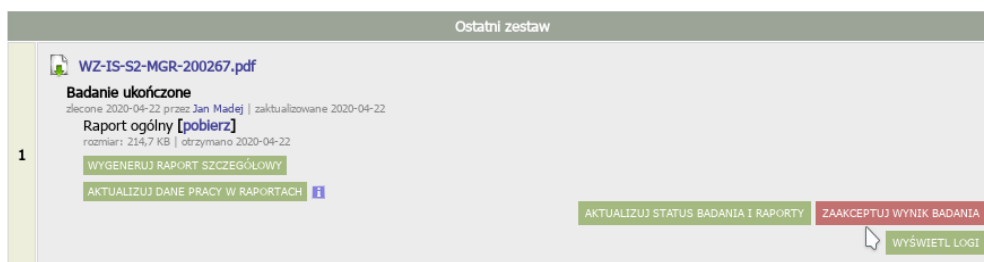 Ostatni zestaw
WZ-IS-S2-MGR-200267.pdf
Badanie ukończone
zlecone 2020-04-22 przez Jan Madej | zaktualizowane 2020-04-22
Raport ogólny [pobierz]
rozmiar: 214,7 KB | otrzymano 2020-04-22
1
WYGENERUJ RAPORT SZCZEGÓŁOWY
AKTUALIZUJ DANE PRACY W RAPORTACH i
AKTUALIZUJ STATUS BADANIA I RAPORTY ZAAKCEPTUJ WYNIK BADANIA
WYŚWIETL LOGI